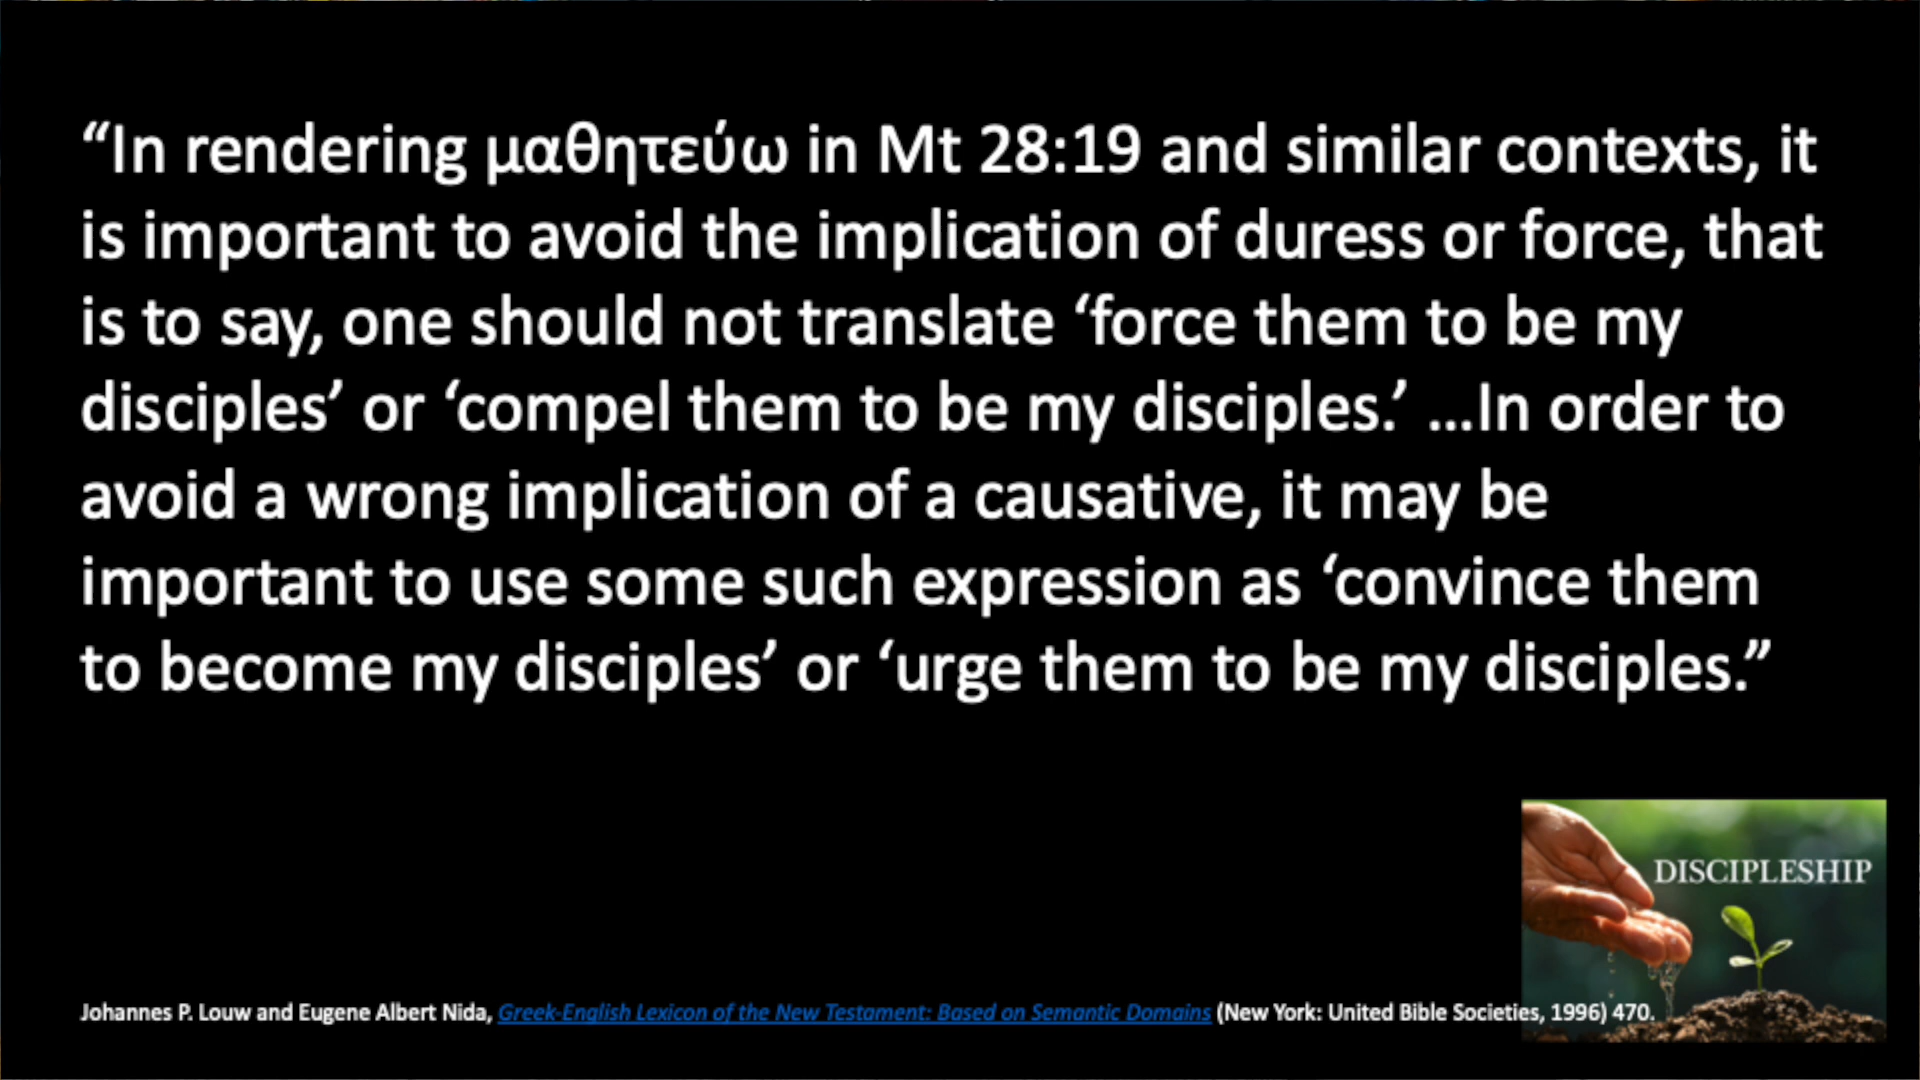 “In rendering μαθητεύω in Mt 28:19 and similar contexts, it
is important to avoid the implication of duress or force, that
is to say, one should not translate ‘force them to be my
disciples’ or ‘compel them to be my disciples.’ …In order to
avoid a wrong implication of a causative, it may be
important to use some such expression as ‘convince them
to become my disciples’ or ‘urge them to be my disciples.”
DISCIPLESHIP
Johannes P. Louw and Eugene Albert Nida, Greek-English Lexicon of the New Testament: Based on Semantic Domains (New York: United Bible Societies, 1996) 470.